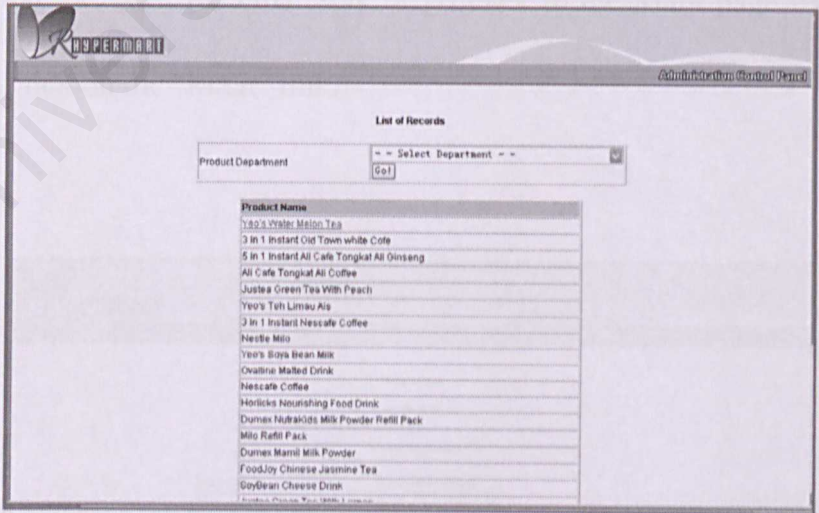 HYPERMART
Administration Control Panel
List of Records
Product Department
- - Select Department - -
Go!
Product Name
Yeo's Water Melon Tea
3 in 1 Instant Old Town white Cofe
5 in 1 Instant Ali Cafe Tongkat Ali Ginseng
Ali Cafe Tongkat Ali Coffee
Justea Green Tea With Peach
Yeo's Teh Limau Ais
3 in 1 Instant Nescafe Coffee
Nestle Milo
Yeo's Soya Bean Milk
Ovaltine Malted Drink
Nescafe Coffee
Horlicks Nourishing Food Drink
Dumex Nutrakids Milk Powder Refill Pack
Milo Refill Pack
Dumex Mamil Milk Powder
FoodJoy Chinese Jasmine Tea
SoyBean Cheese Drink